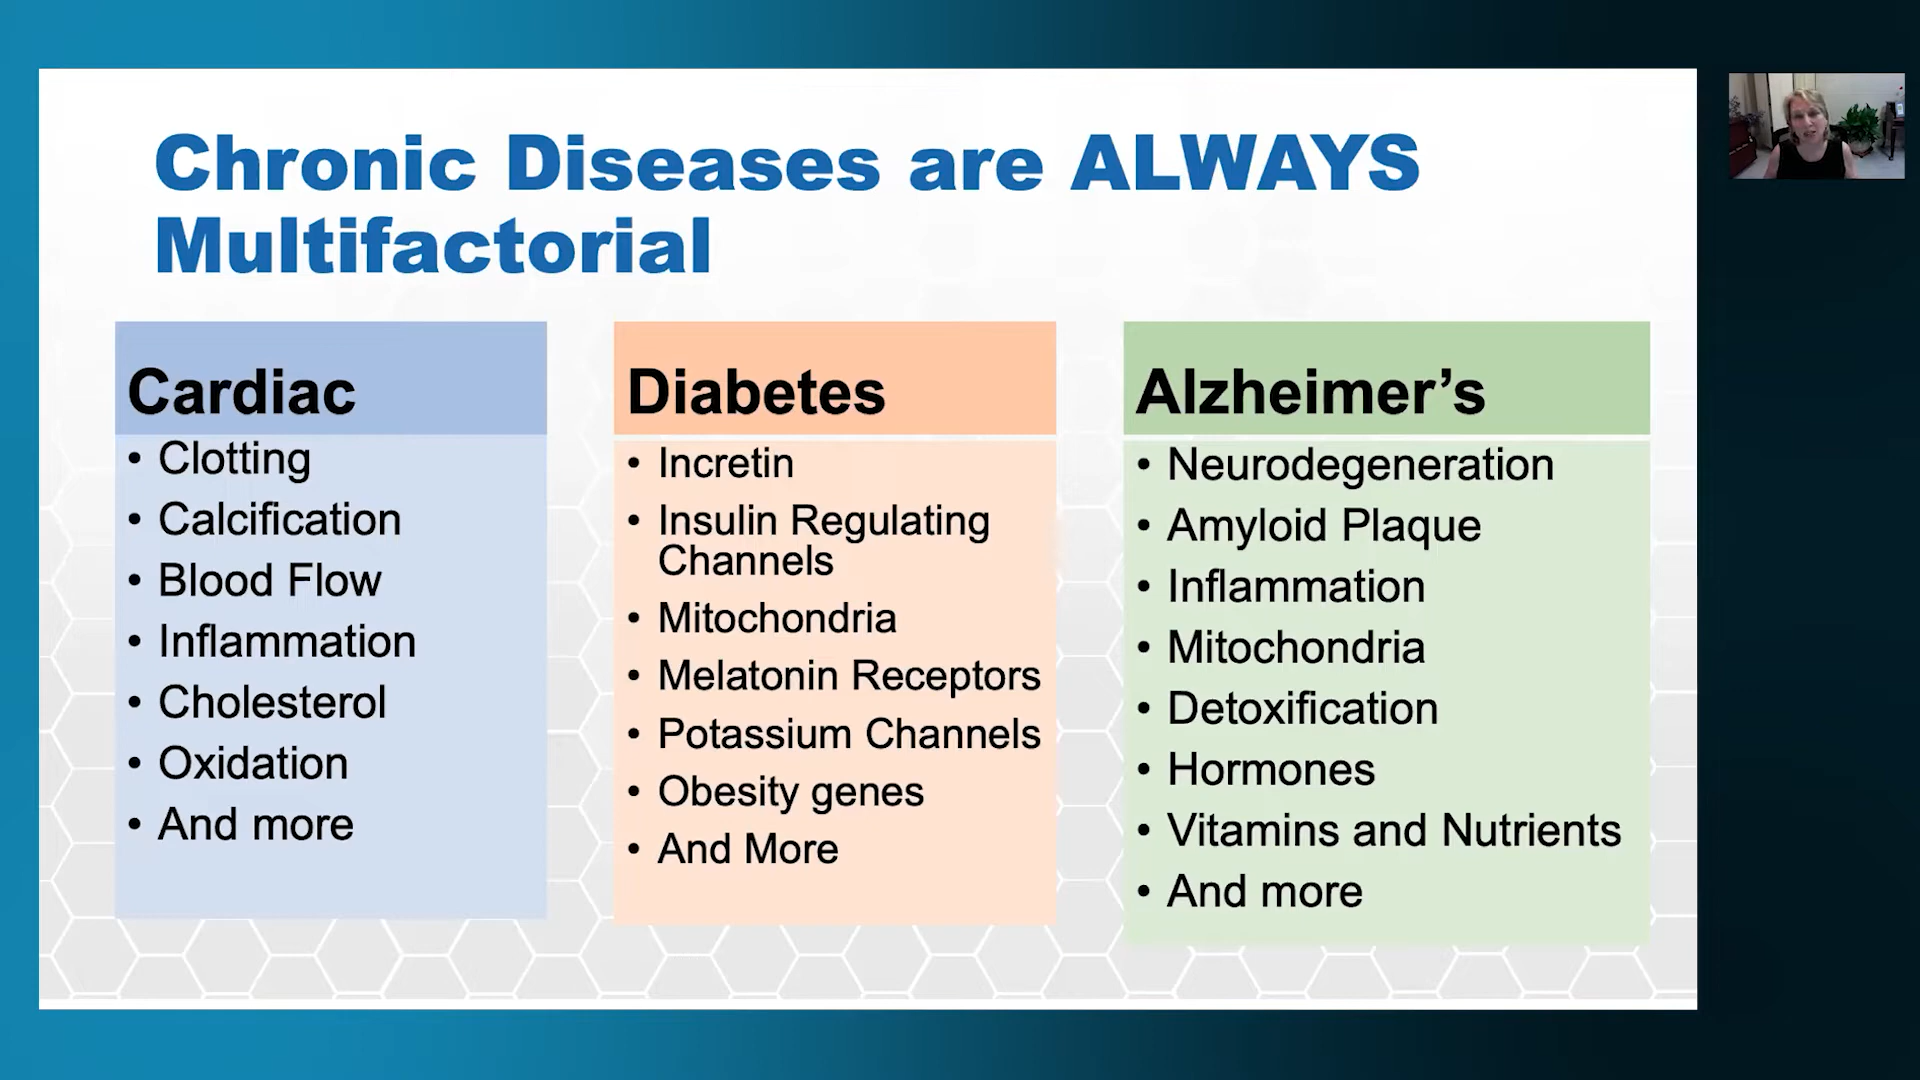 Chronic Diseases are ALWAYS
Multifactorial
Cardiac
• Clotting
• Calcification
• Blood Flow
• Inflammation
• Cholesterol
• Oxidation
• And more
Diabetes
• Incretin
• Insulin Regulating
Channels
• Mitochondria
• Melatonin Receptors
• Potassium Channels
• Obesity genes
• And More
Alzheimer’s
• Neurodegeneration
• Amyloid Plaque
• Inflammation
• Mitochondria
• Detoxification
• Hormones
• Vitamins and Nutrients
• And more